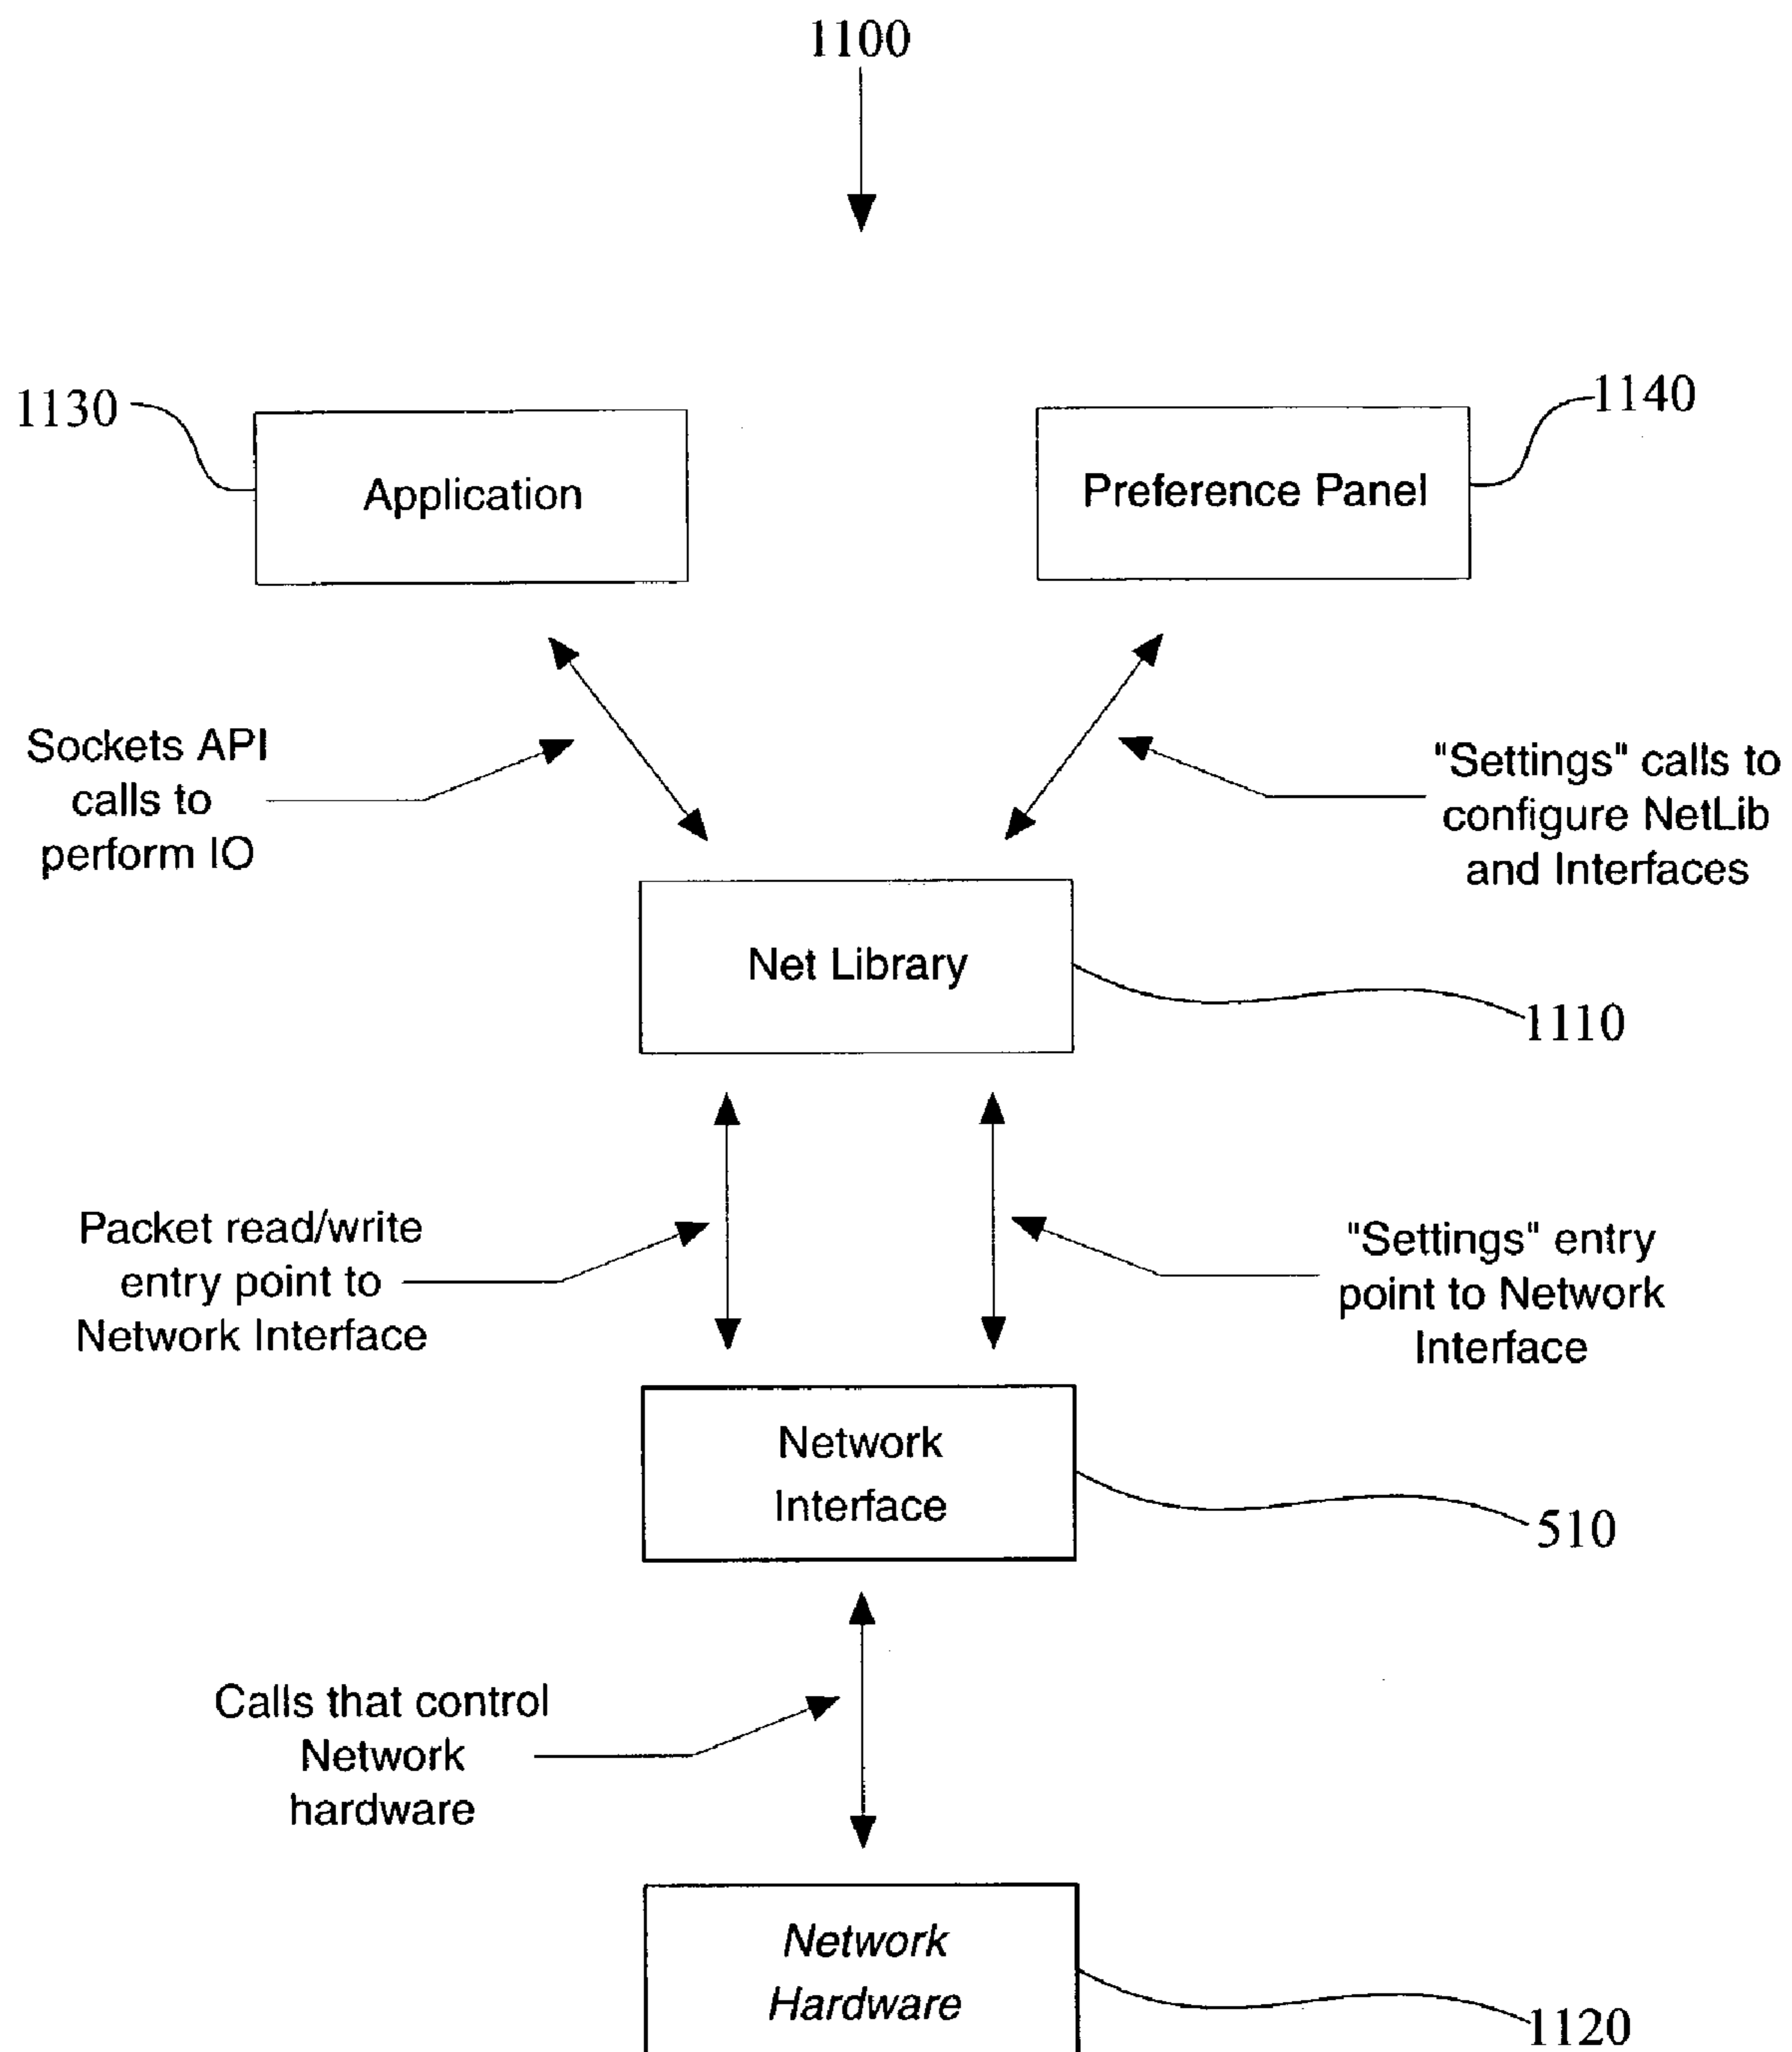 1100
1130
Application
Preference Panel
1140
Sockets API
calls to
perform IO
"Settings" calls to
configure NetLib
and Interfaces
Net Library
1110
Packet read/write
entry point to
Network Interface
"Settings" entry
point to Network
Interface
Network
Interface
510
Calls that control
Network
hardware
Network
Hardware
1120